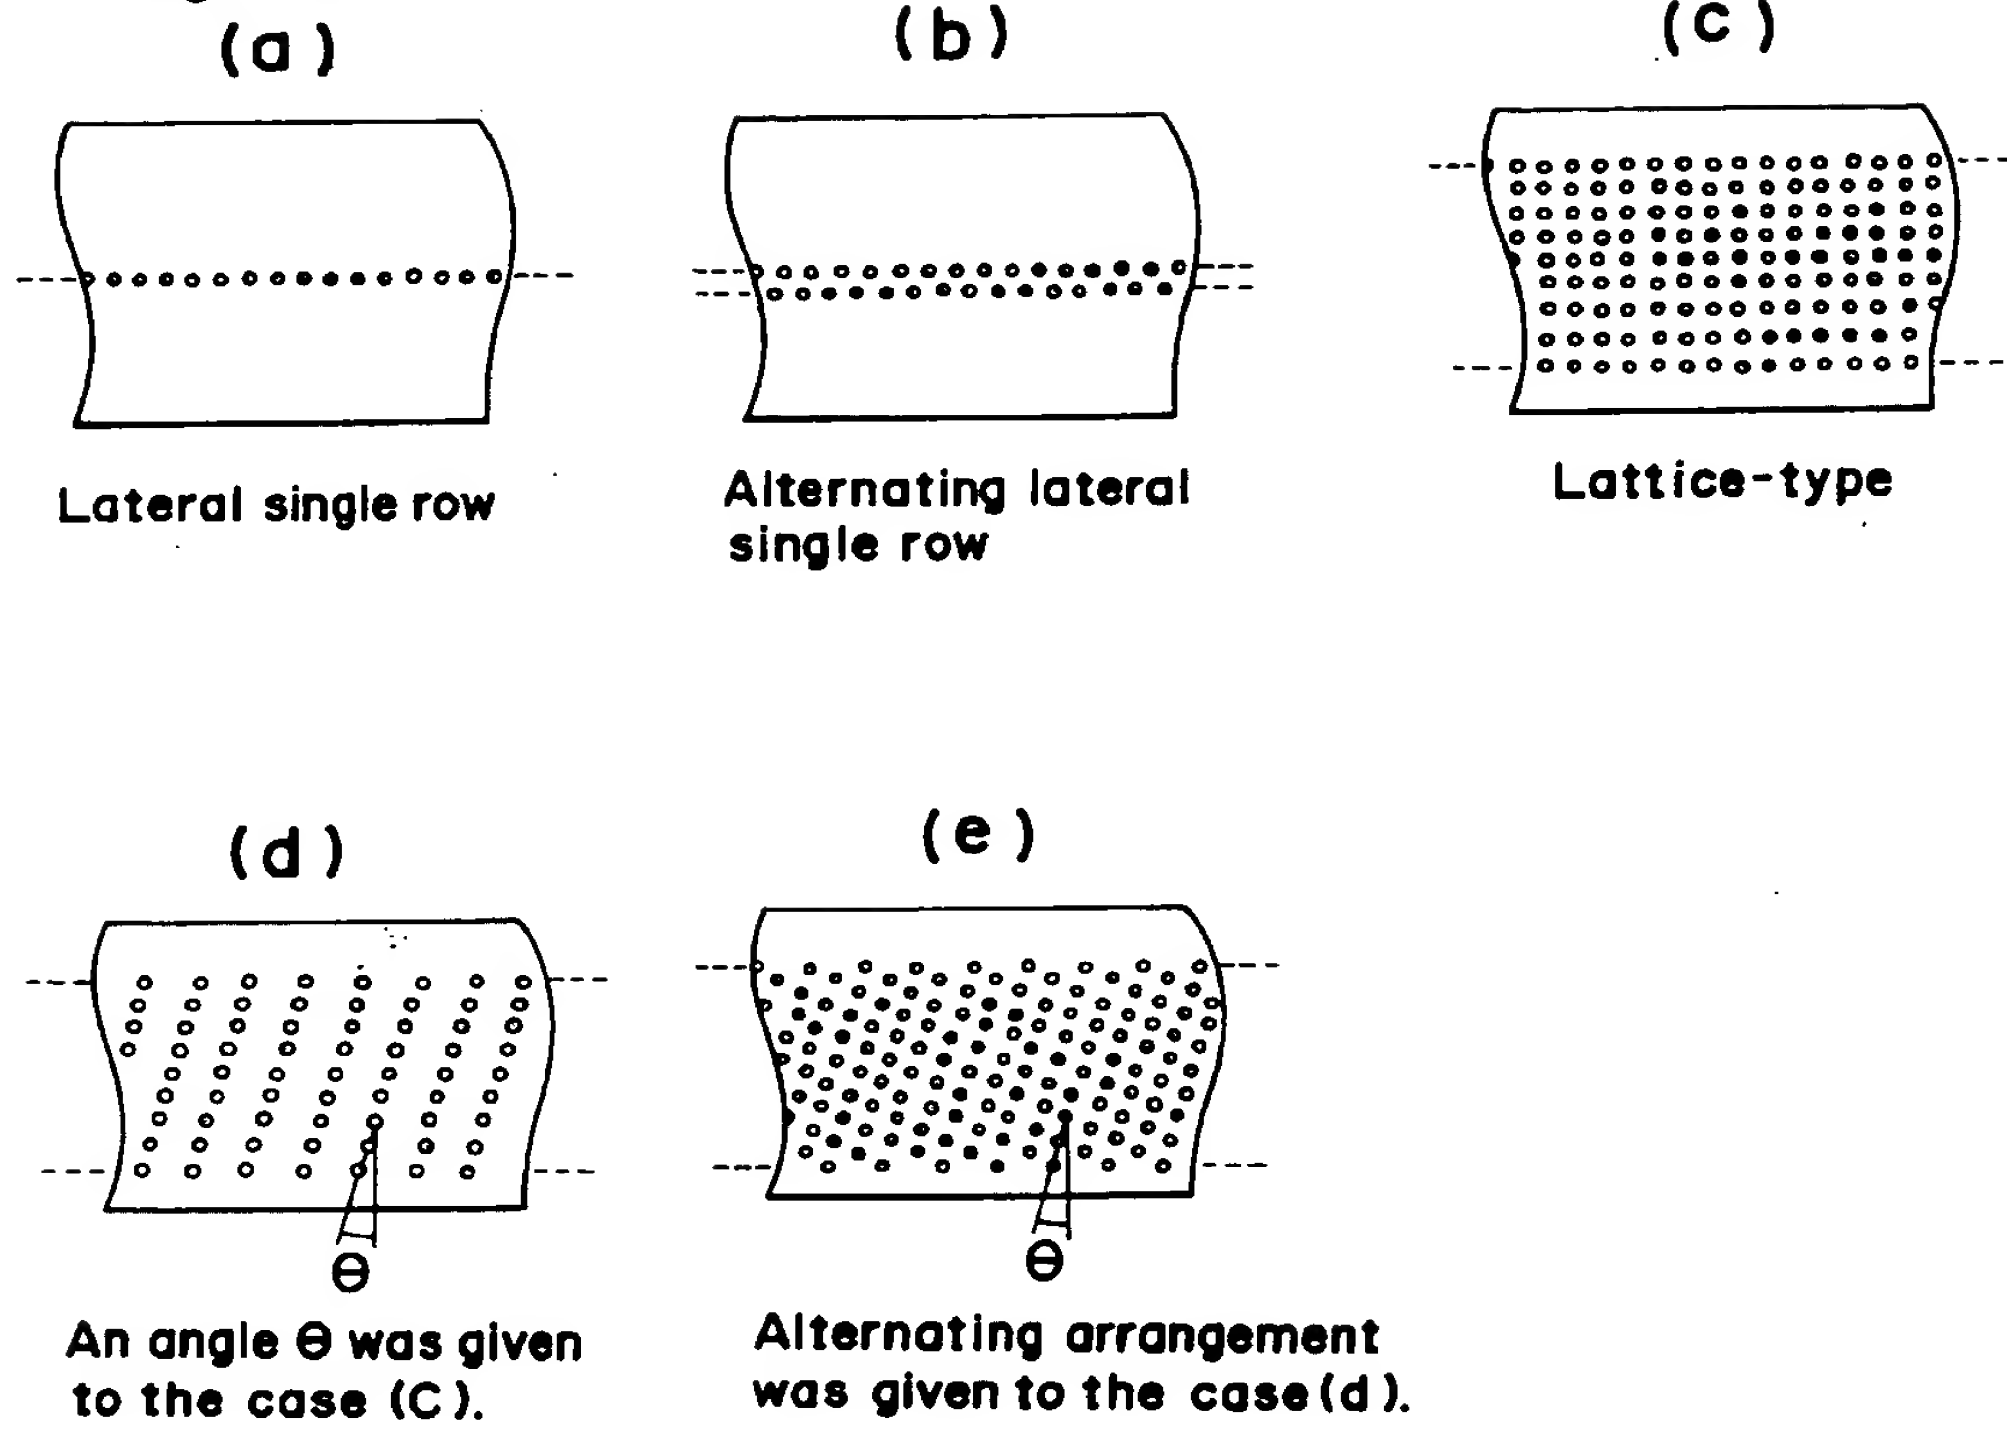 (a)
(b)
(c)
Lateral single row
Alternating lateral
single row
Lattice-type
(d)
(e)
θ
θ
An angle θ was given
to the case (C).
Alternating arrangement
was given to the case(d).